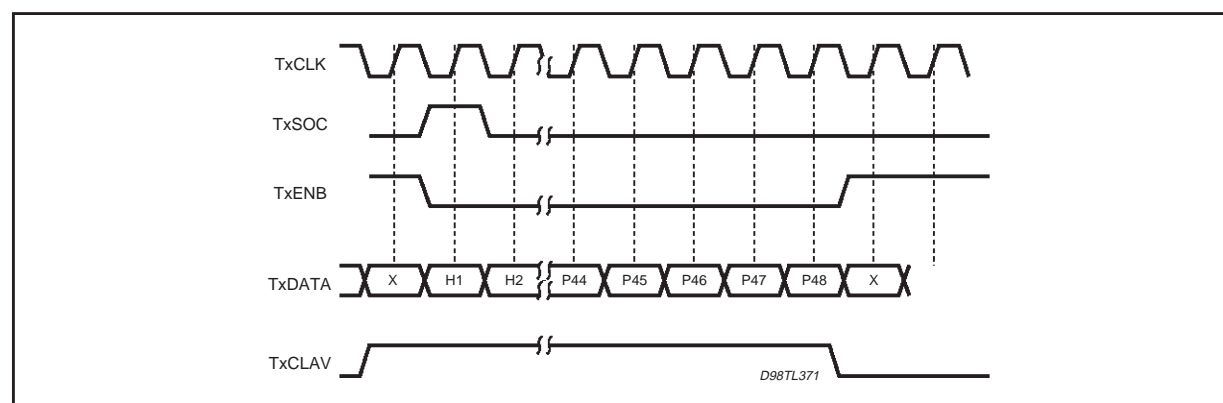 TxCLK
TxSOC
TxENB
TxDATA X H1 H2 P44 P45 P46 P47 P48 X
TxCLAV
D98TL371